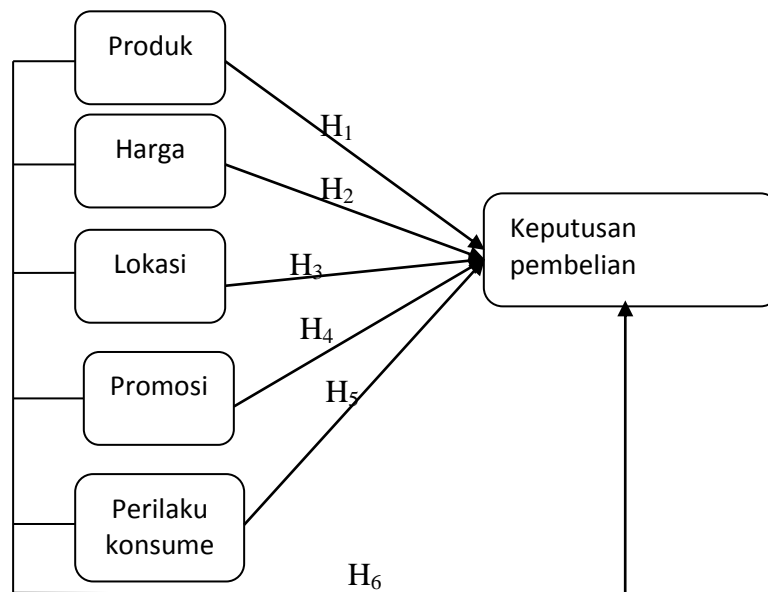 Produk
H₁
Harga
H₂
Keputusan
pembelian
Lokasi
H₃
H₄
Promosi
H₅
Perilaku
konsume
H₆